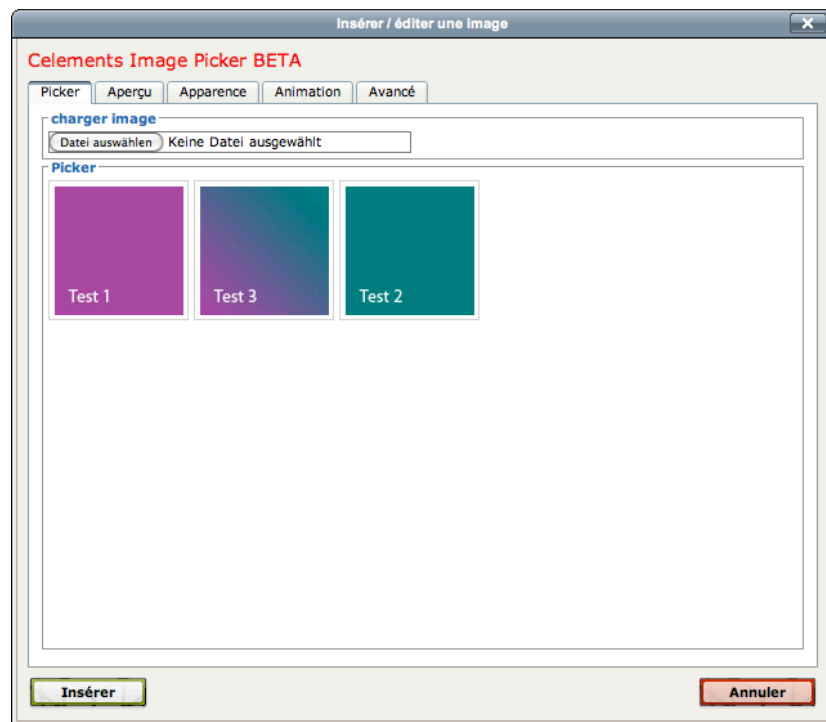 Insérer / éditer une image
Celements Image Picker BETA
Picker Aperçu Apparence Animation Avancé
charger image
Datei auswählen Keine Datei ausgewählt
Picker
Test 1 Test 3 Test 2
Insérer Annuler